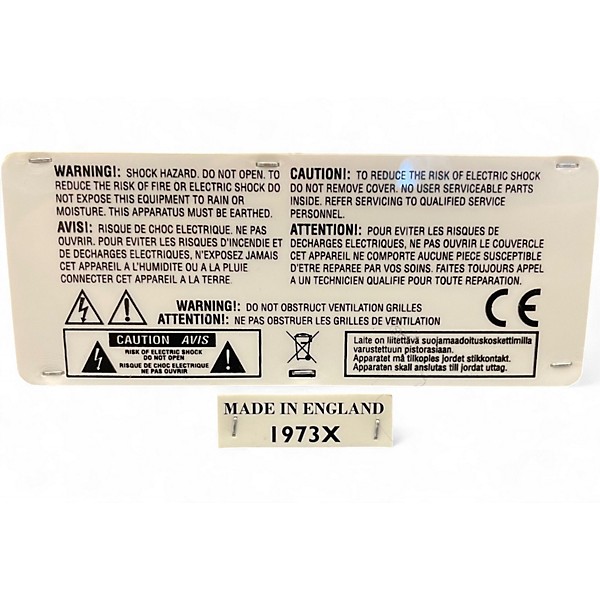 WARNING!: SHOCK HAZARD. DO NOT OPEN. TO
REDUCE THE RISK OF FIRE OR ELECTRIC SHOCK DO
NOT EXPOSE THIS EQUIPMENT TO RAIN OR
MOISTURE. THIS APPARATUS MUST BE EARTHED.
AVIS!: RISQUE DE CHOC ELECTRIQUE. NE PAS
OUVRIR. POUR EVITER LES RISQUES D'INCENDIE ET
DE DECHARGES ELECTRIQUES, N'EXPOSEZ JAMAIS
CET APPAREIL A L'HUMIDITE OU A LA PLUIE
CONNECTER CET APPAREIL A LA TERRE.
CAUTION!: TO REDUCE THE RISK OF ELECTRIC SHOCK
DO NOT REMOVE COVER. NO USER SERVICEABLE PARTS
INSIDE. REFER SERVICING TO QUALIFIED SERVICE
PERSONNEL.
ATTENTION!: POUR EVITER LES RISQUES DE
DECHARGES ELECTRIQUES, NE PAS OUVRIR LE COUVERCLE
CET APPAREIL NE COMPORTE AUCUNE PIECE SUSCEPTIBLE
D'ETRE REPAREE PAR VOS SOINS. FAITES TOUJOURS APPEL
A UN TECHNICIEN QUALIFIE POUR TOUTE REPARATION.
WARNING!: DO NOT OBSTRUCT VENTILATION GRILLES
ATTENTION!: NE PAS OBSTRUER LES GRILLES DE VENTILATION
CE
CAUTION AVIS
RISK OF ELECTRIC SHOCK
DO NOT OPEN
RISQUE DE CHOC ELECTRIQUE
NE PAS OUVRIR
Laite on liitettävä suojamaadoituskoskettimilla
varustettuun pistorasiaan.
Apparatet må tilkoples jordet stikkontakt.
Apparaten skall anslutas till jordat uttag.
MADE IN ENGLAND
1973X